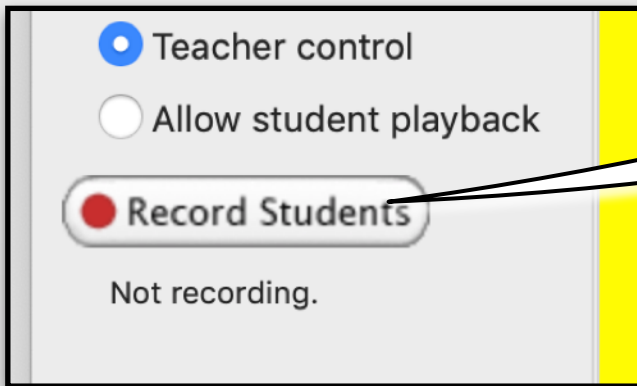 Teacher control
Allow student playback
Record Students
Not recording.